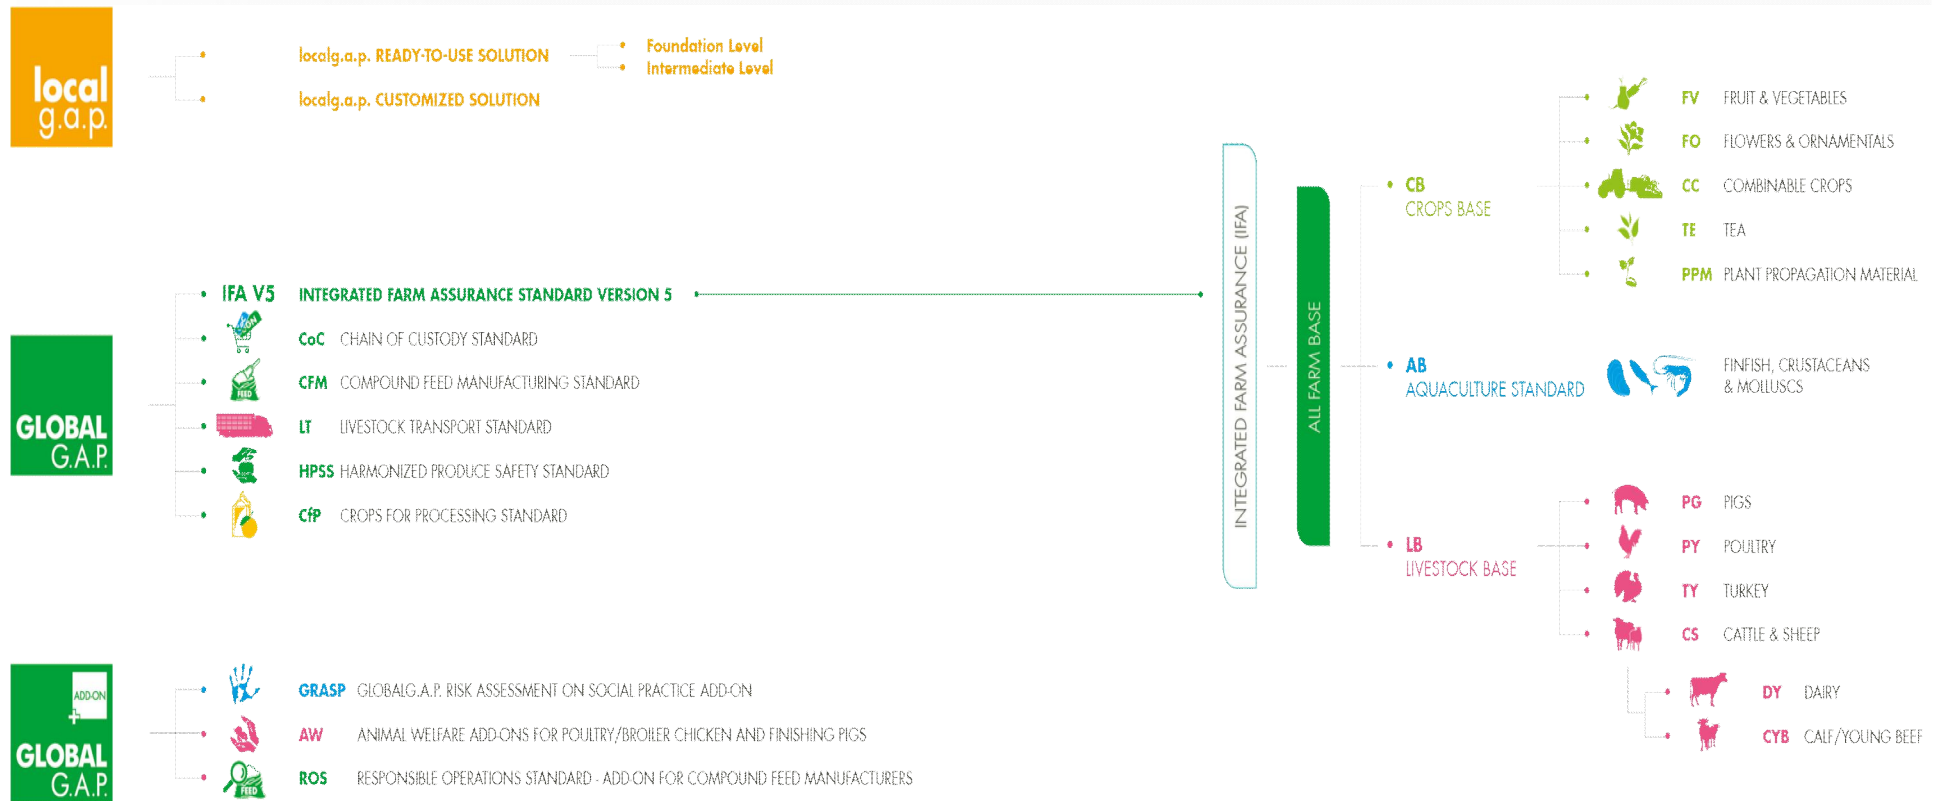 local
g.a.p.
localg.a.p. READY-TO-USE SOLUTION
Foundation Level
Intermediate Level
localg.a.p. CUSTOMIZED SOLUTION
GLOBAL
G.A.P.
IFA V5 INTEGRATED FARM ASSURANCE STANDARD VERSION 5
CoC CHAIN OF CUSTODY STANDARD
CFM COMPOUND FEED MANUFACTURING STANDARD
FEED
LT LIVESTOCK TRANSPORT STANDARD
HPSS HARMONIZED PRODUCE SAFETY STANDARD
CfP CROPS FOR PROCESSING STANDARD
INTEGRATED FARM ASSURANCE (IFA)
ALL FARM BASE
CB
CROPS BASE
FV FRUIT & VEGETABLES
FO FLOWERS & ORNAMENTALS
CC COMBINABLE CROPS
TE TEA
PPM PLANT PROPAGATION MATERIAL
AB
AQUACULTURE STANDARD
FINFISH, CRUSTACEANS
& MOLLUSCS
LB
LIVESTOCK BASE
PG PIGS
PY POULTRY
TY TURKEY
CS CATTLE & SHEEP
DY DAIRY
CYB CALF/YOUNG BEEF
ADD-ON
+
GLOBAL
G.A.P.
GRASP GLOBALG.A.P. RISK ASSESSMENT ON SOCIAL PRACTICE ADD-ON
AW ANIMAL WELFARE ADD-ONS FOR POULTRY/BROILER CHICKEN AND FINISHING PIGS
ROS RESPONSIBLE OPERATIONS STANDARD - ADD-ON FOR COMPOUND FEED MANUFACTURERS
FEED